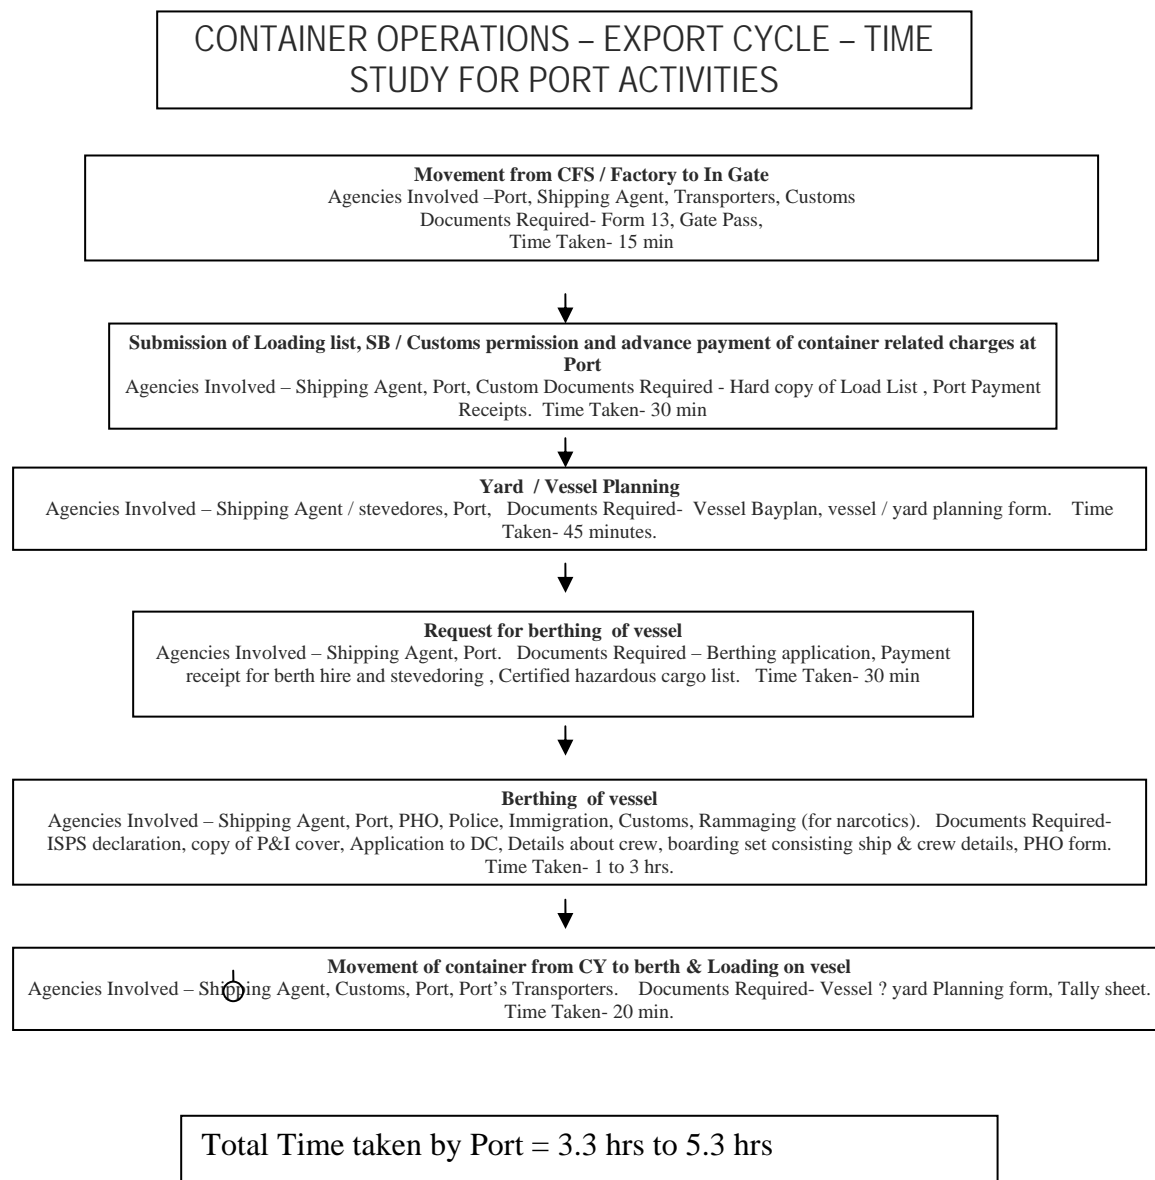 CONTAINER OPERATIONS – EXPORT CYCLE – TIME
STUDY FOR PORT ACTIVITIES
Movement from CFS / Factory to In Gate
Agencies Involved –Port, Shipping Agent, Transporters, Customs
Documents Required- Form 13, Gate Pass,
Time Taken- 15 min
Submission of Loading list, SB / Customs permission and advance payment of container related charges at
Port
Agencies Involved – Shipping Agent, Port, Custom Documents Required - Hard copy of Load List , Port Payment
Receipts. Time Taken- 30 min
Yard / Vessel Planning
Agencies Involved – Shipping Agent / stevedores, Port, Documents Required- Vessel Bayplan, vessel / yard planning form. Time
Taken- 45 minutes.
Request for berthing of vessel
Agencies Involved – Shipping Agent, Port. Documents Required – Berthing application, Payment
receipt for berth hire and stevedoring , Certified hazardous cargo list. Time Taken- 30 min
Berthing of vessel
Agencies Involved – Shipping Agent, Port, PHO, Police, Immigration, Customs, Rammaging (for narcotics). Documents Required-
ISPS declaration, copy of P&I cover, Application to DC, Details about crew, boarding set consisting ship & crew details, PHO form.
Time Taken- 1 to 3 hrs.
Movement of container from CY to berth & Loading on vesel
Agencies Involved – Shipping Agent, Customs, Port, Port’s Transporters. Documents Required- Vessel ? yard Planning form, Tally sheet.
Time Taken- 20 min.
Total Time taken by Port = 3.3 hrs to 5.3 hrs